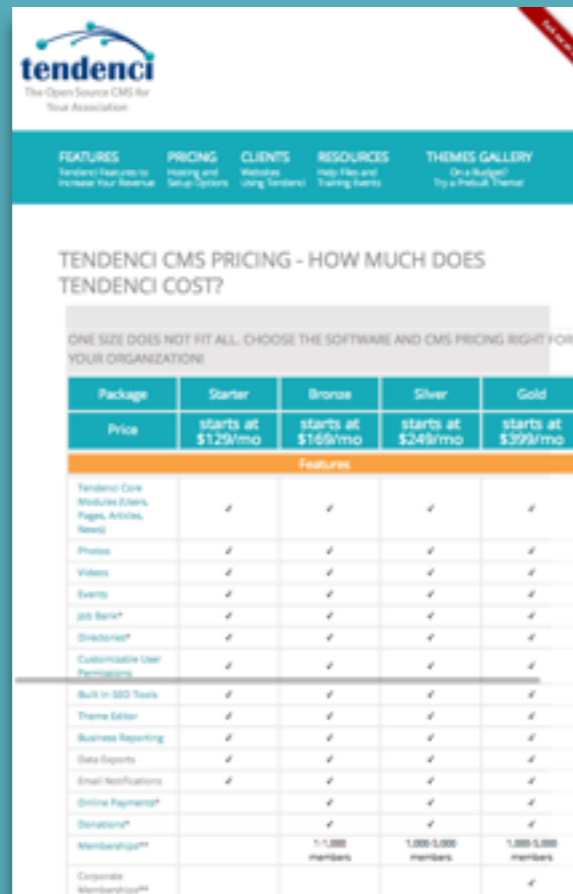 tendenci
The Open Source CMS for
Your Association
FEATURES PRICING CLIENTS RESOURCES THEMES GALLERY
Tendenci Features to Hosting and Websites Help Files and On a Budget?
Increase Your Revenue Setup Options Using Tendenci Training Events Try a Prebuilt Theme!
TENDENCI CMS PRICING - HOW MUCH DOES
TENDENCI COST?
ONE SIZE DOES NOT FIT ALL. CHOOSE THE SOFTWARE AND CMS PRICING RIGHT FOR
YOUR ORGANIZATION!
Package Starter Bronze Silver Gold
Price starts at starts at starts at starts at
$129/mo $169/mo $249/mo $399/mo
Features
Tendenci Core
Modules (Users,
Pages, Articles,
News) ✓ ✓ ✓ ✓
Photos ✓ ✓ ✓ ✓
Videos ✓ ✓ ✓ ✓
Events ✓ ✓ ✓ ✓
Job Bank* ✓ ✓ ✓ ✓
Directories* ✓ ✓ ✓ ✓
Customizable User
Permissions ✓ ✓ ✓ ✓
Built In SEO Tools ✓ ✓ ✓ ✓
Theme Editor ✓ ✓ ✓ ✓
Business Reporting ✓ ✓ ✓ ✓
Data Exports ✓ ✓ ✓ ✓
Email Notifications ✓ ✓ ✓ ✓
Online Payments* ✓ ✓ ✓
Donations* ✓ ✓ ✓
Memberships** 1-1,000 1,000-5,000 1,000-5,000
members members members
Corporate
Memberships** ✓